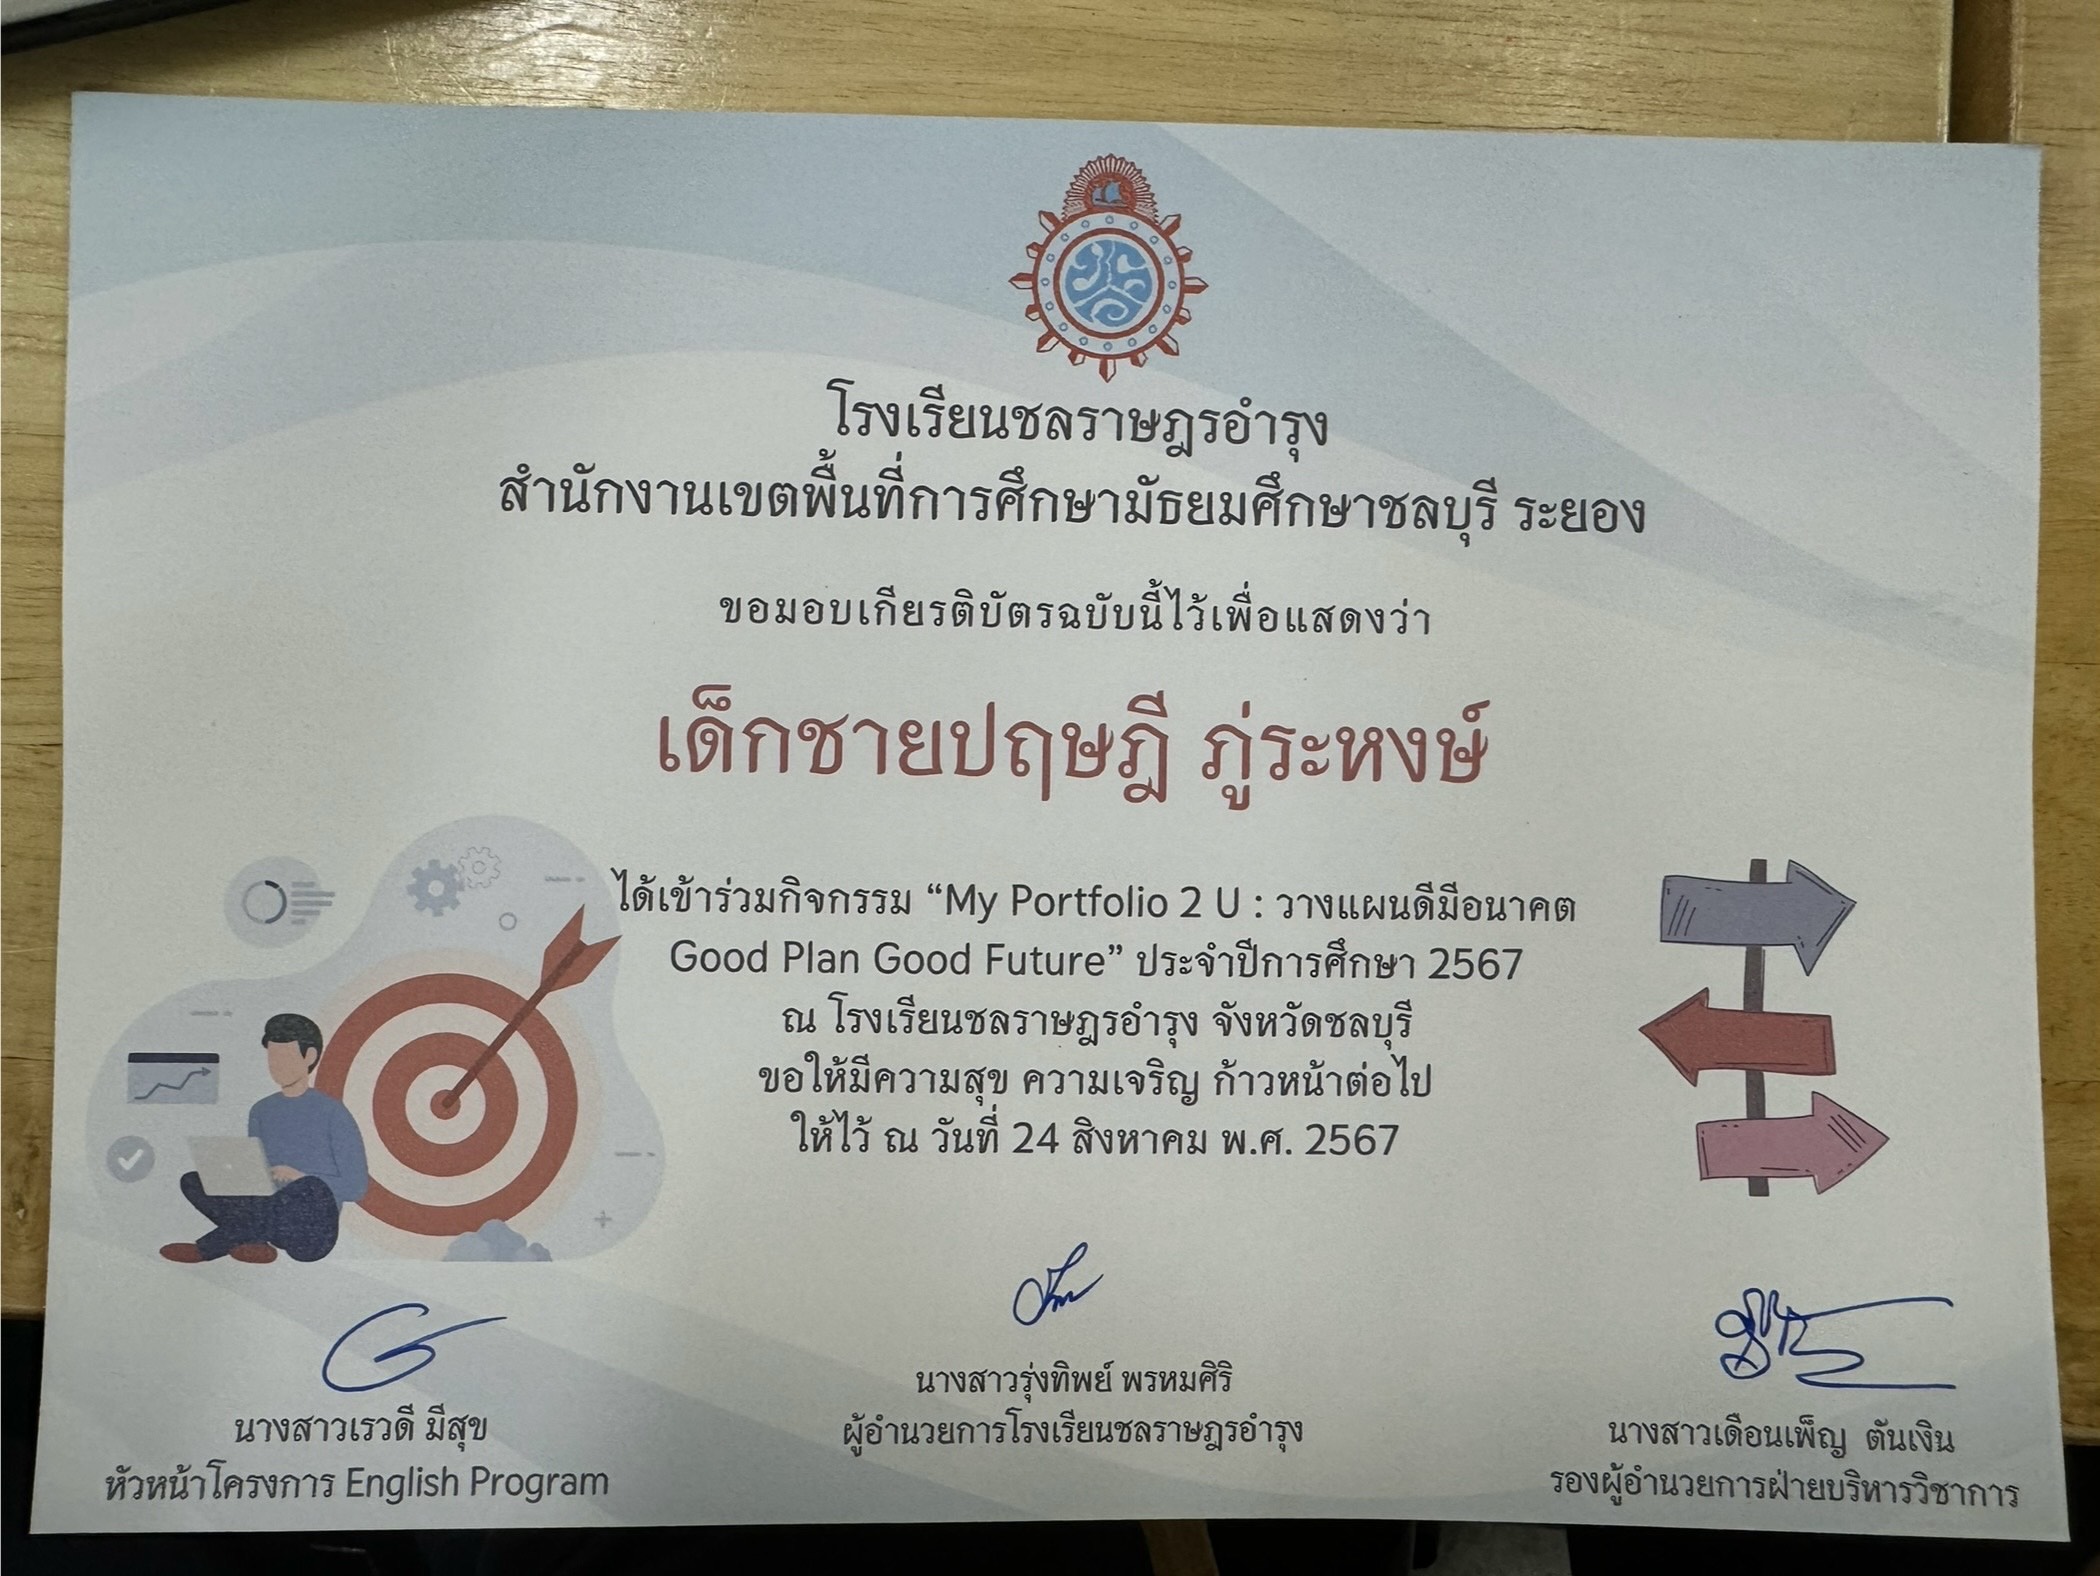 โรงเรียนชลราษฎรอำรุง
สำนักงานเขตพื้นที่การศึกษามัธยมศึกษาชลบุรี ระยอง
ขอมอบเกียรติบัตรฉบับนี้ไว้เพื่อแสดงว่า
เด็กชายปฤษฎี ภู่ระหงษ์
ได้เข้าร่วมกิจกรรม “My Portfolio 2 U : วางแผนดีมีอนาคต
Good Plan Good Future” ประจำปีการศึกษา 2567
ณ โรงเรียนชลราษฎรอำรุง จังหวัดชลบุรี
ขอให้มีความสุข ความเจริญ ก้าวหน้าต่อไป
ให้ไว้ ณ วันที่ 24 สิงหาคม พ.ศ. 2567
นางสาวเรวดี มีสุข
หัวหน้าโครงการ English Program
นางสาวรุ่งทิพย์ พรหมศิริ
ผู้อำนวยการโรงเรียนชลราษฎรอำรุง
นางสาวเดือนเพ็ญ ตันเงิน
รองผู้อำนวยการฝ่ายบริหารวิชาการ